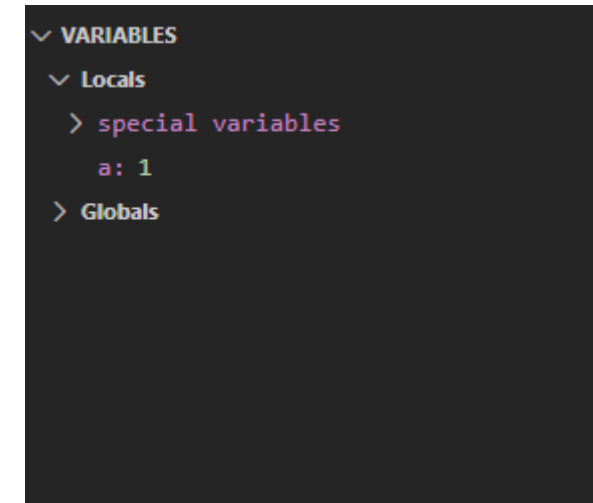 VARIABLES
Locals
special variables
a: 1
Globals